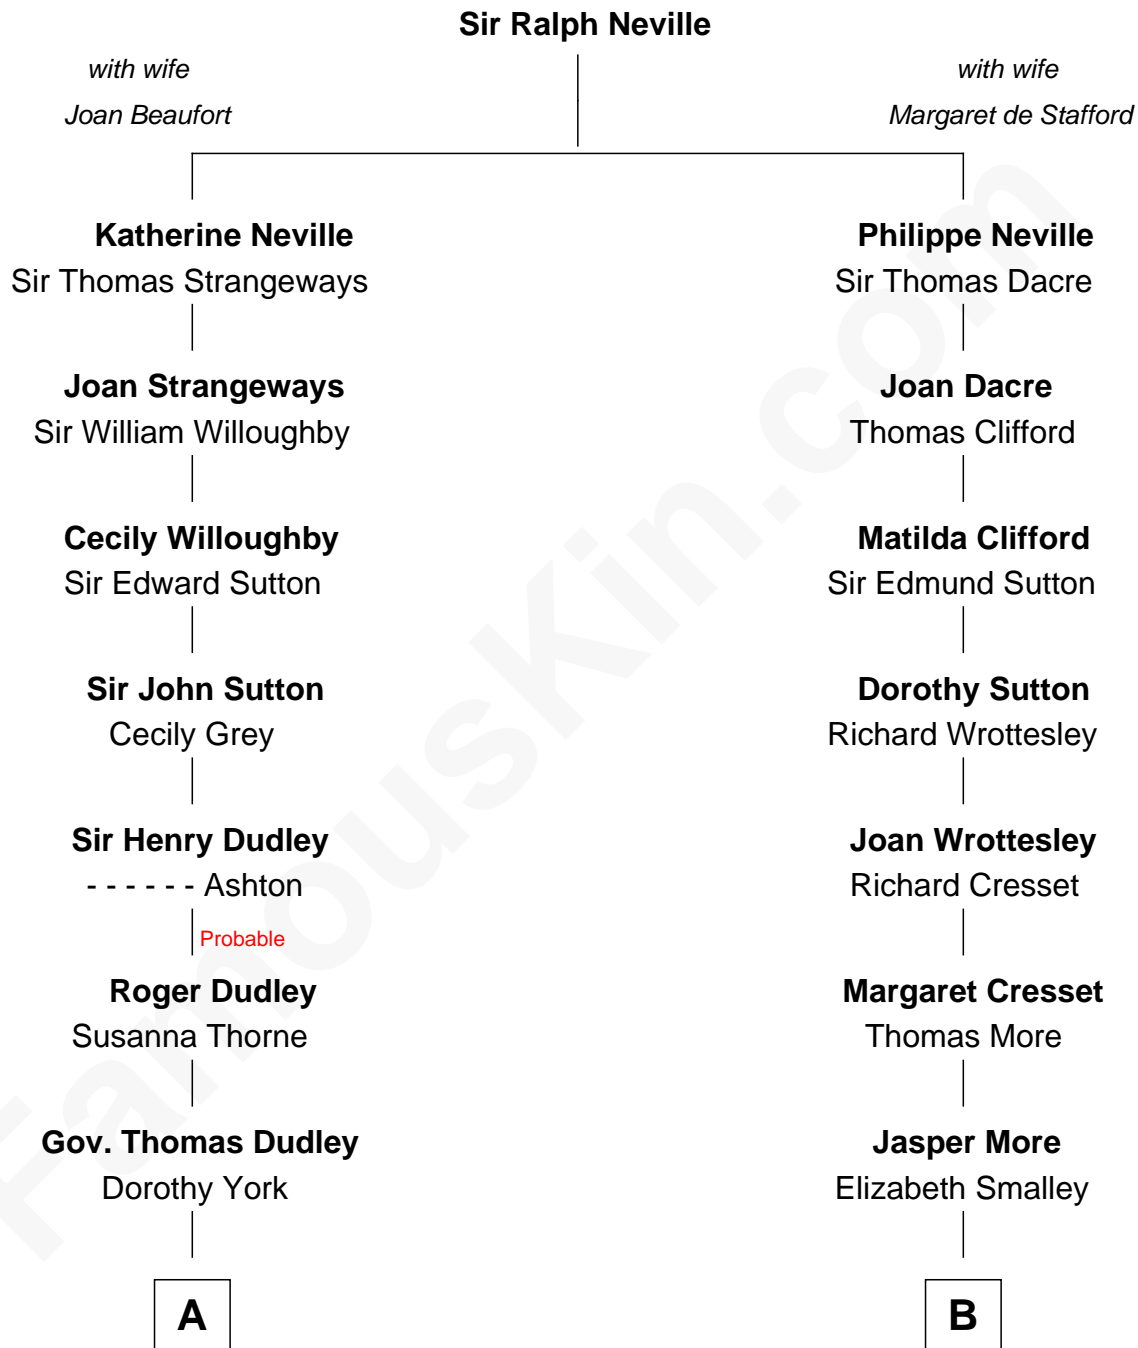 Sir Ralph Neville
with wife
Joan Beaufort
with wife
Margaret de Stafford
Katherine Neville
Sir Thomas Strangeways
Philippe Neville
Sir Thomas Dacre
Joan Strangeways
Sir William Willoughby
Joan Dacre
Thomas Clifford
Cecily Willoughby
Sir Edward Sutton
Matilda Clifford
Sir Edmund Sutton
Sir John Sutton
Cecily Grey
Dorothy Sutton
Richard Wrottesley
Sir Henry Dudley
- - - - - - Ashton
Probable
Joan Wrottesley
Richard Cresset
Roger Dudley
Susanna Thorne
Margaret Cresset
Thomas More
Gov. Thomas Dudley
Dorothy York
Jasper More
Elizabeth Smalley
A
B
FamousKin.com